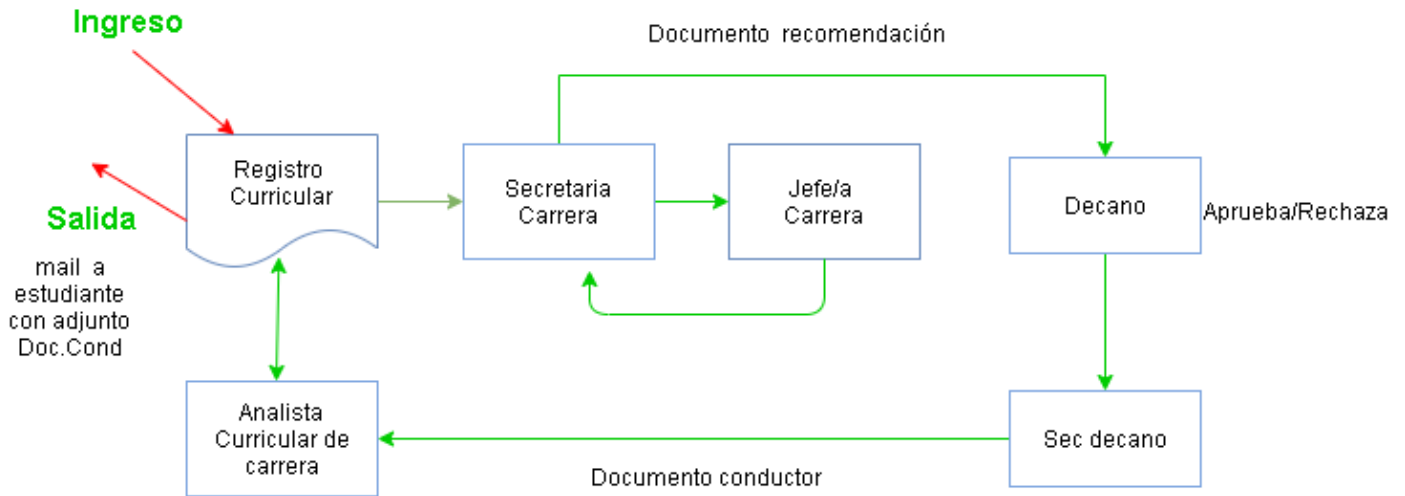 Ingreso
Documento recomendación
Registro
Curricular
Secretaria
Carrera
Jefe/a
Carrera
Decano
Aprueba/Rechaza
Salida
mail a
estudiante
con adjunto
Doc.Cond
Analista
Curricular de
carrera
Sec decano
Documento conductor